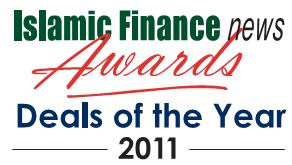 Islamic Finance news
Awards
Deals of the Year
2011